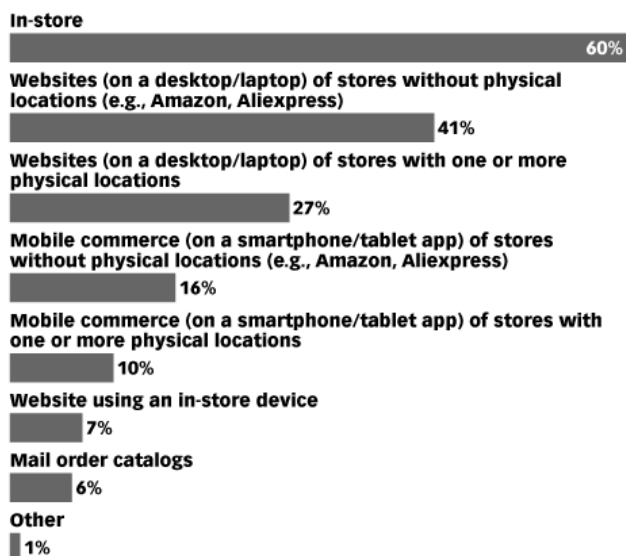 In-store
60%
Websites (on a desktop/laptop) of stores without physical
locations (e.g., Amazon, Aliexpress)
41%
Websites (on a desktop/laptop) of stores with one or more
physical locations
27%
Mobile commerce (on a smartphone/tablet app) of stores
without physical locations (e.g., Amazon, Aliexpress)
16%
Mobile commerce (on a smartphone/tablet app) of stores with
one or more physical locations
10%
Website using an in-store device
7%
Mail order catalogs
6%
Other
1%